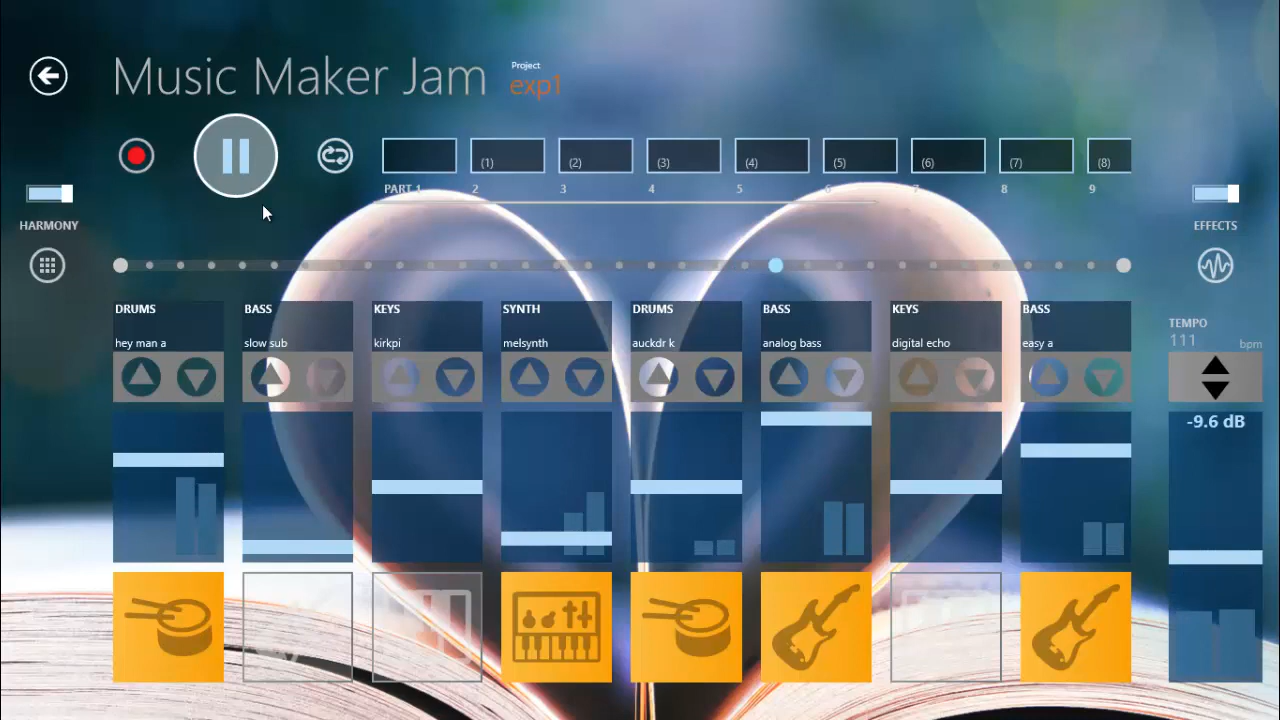 Music Maker Jam
Project
exp1
(1)
(2)
(3)
(4)
(5)
(6)
(7)
(8)
PART 1
2
3
4
5
6
7
8
9
HARMONY
EFFECTS
DRUMS
hey man a
BASS
slow sub
KEYS
kirkpi
SYNTH
melsynth
DRUMS
auckdr k
BASS
analog bass
KEYS
digital echo
BASS
easy a
TEMPO
111 bpm
-9.6 dB